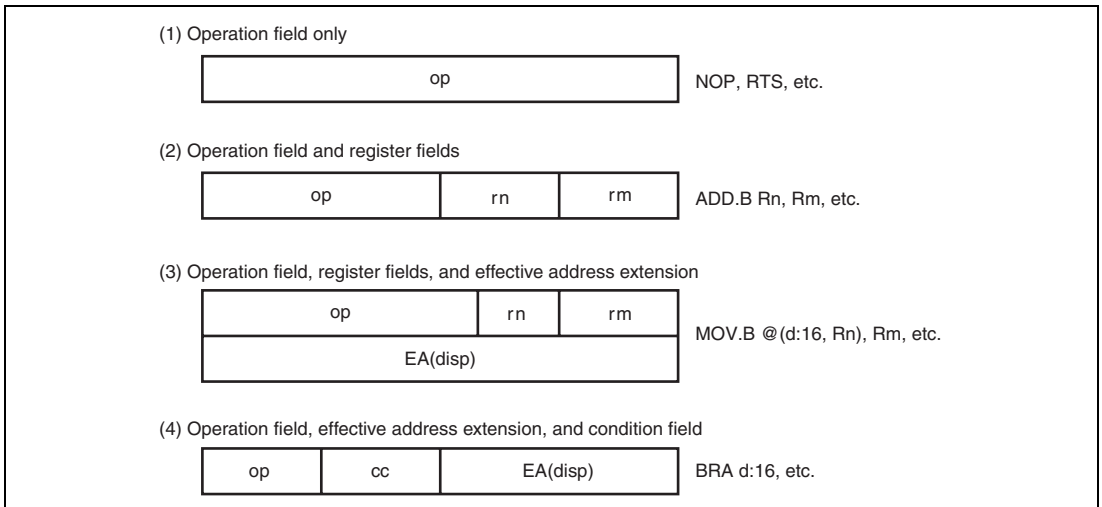 (1) Operation field only
op
NOP, RTS, etc.
(2) Operation field and register fields
op rn rm
ADD.B Rn, Rm, etc.
(3) Operation field, register fields, and effective address extension
op rn rm
EA(disp)
MOV.B @(d:16, Rn), Rm, etc.
(4) Operation field, effective address extension, and condition field
op cc EA(disp)
BRA d:16, etc.